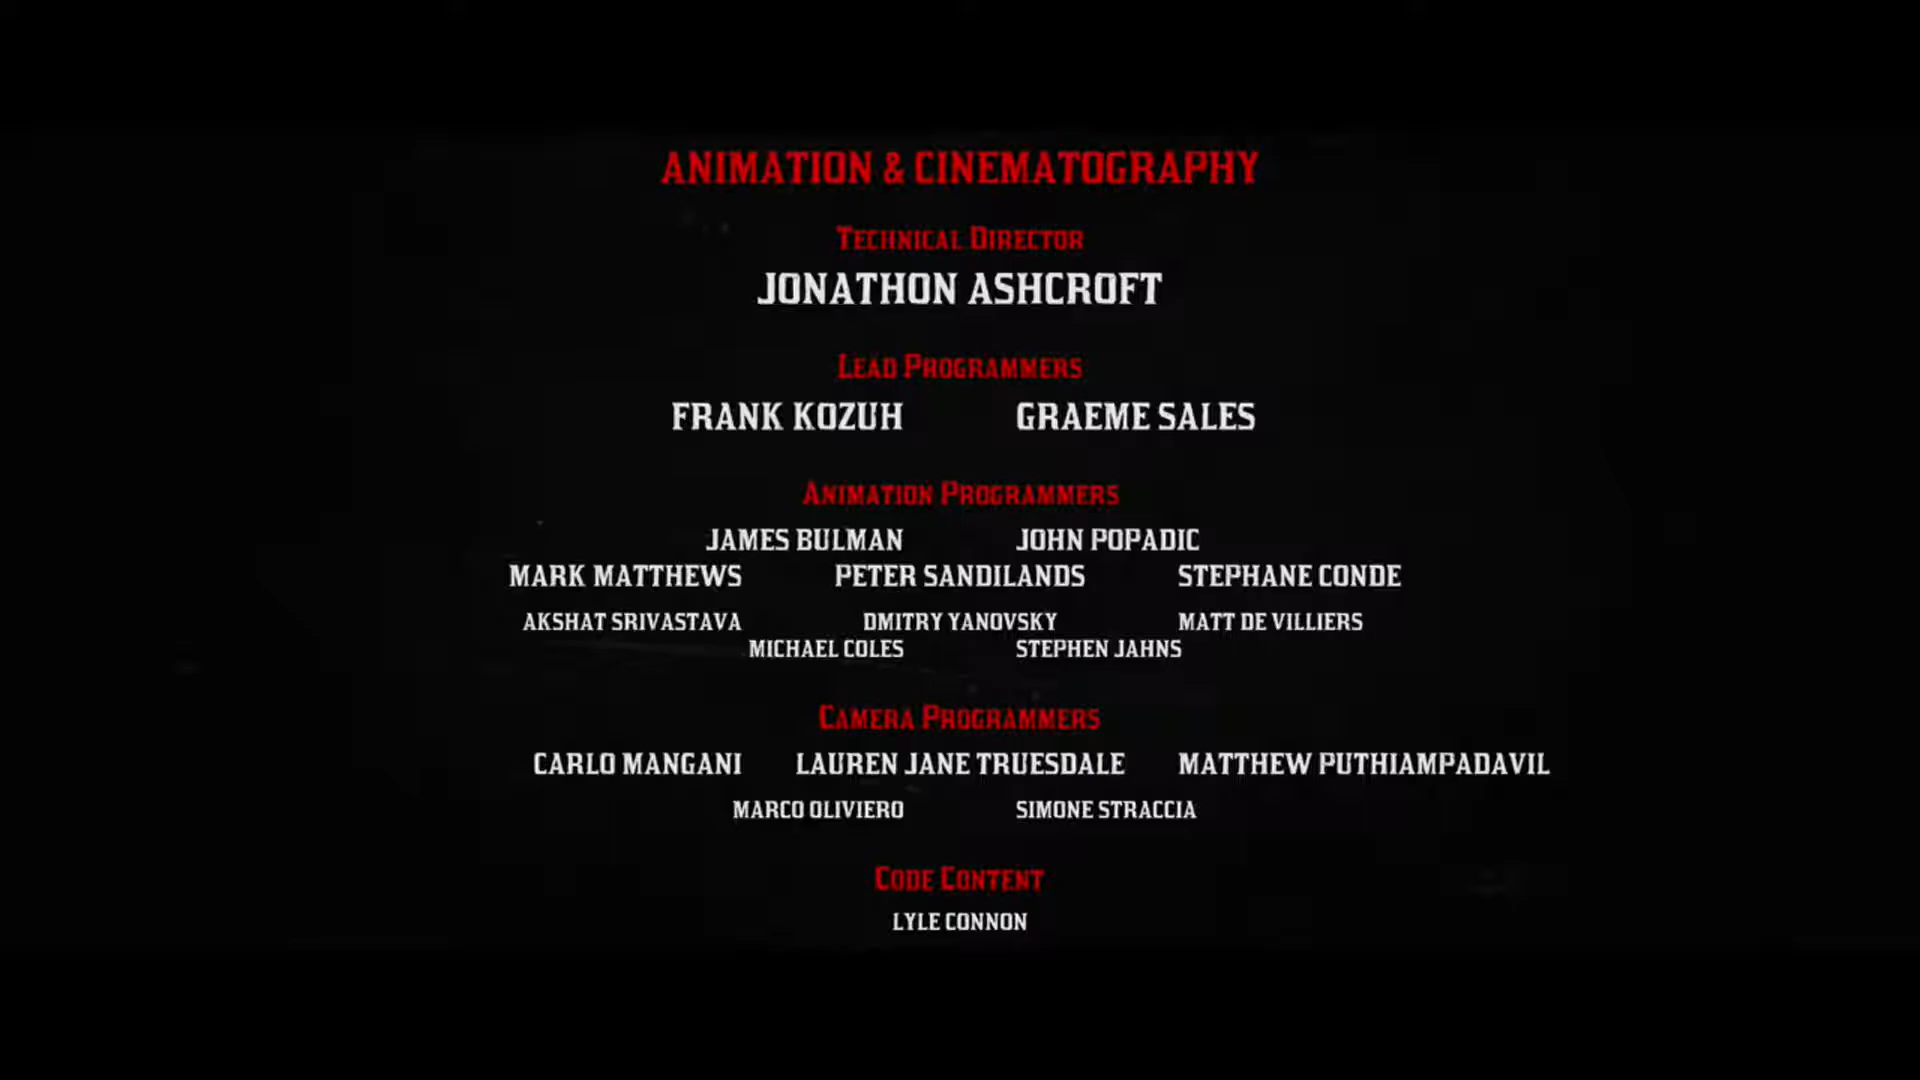 ANIMATION & CINEMATOGRAPHY
TECHNICAL DIRECTOR
JONATHON ASHCROFT
LEAD PROGRAMMERS
FRANK KOZUH GRAEME SALES
ANIMATION PROGRAMMERS
JAMES BULMAN JOHN POPADIC
MARK MATTHEWS PETER SANDILANDS STEPHANE CONDE
AKSHAT SRIVASTAVA DMITRY YANOVSKY MATT DE VILLIERS
MICHAEL COLES STEPHEN JAHNS
CAMERA PROGRAMMERS
CARLO MANGANI LAUREN JANE TRUESDALE MATTHEW PUTHIAMPADAVIL
MARCO OLIVIERO SIMONE STRACCIA
CODE CONTENT
LYLE CONNON